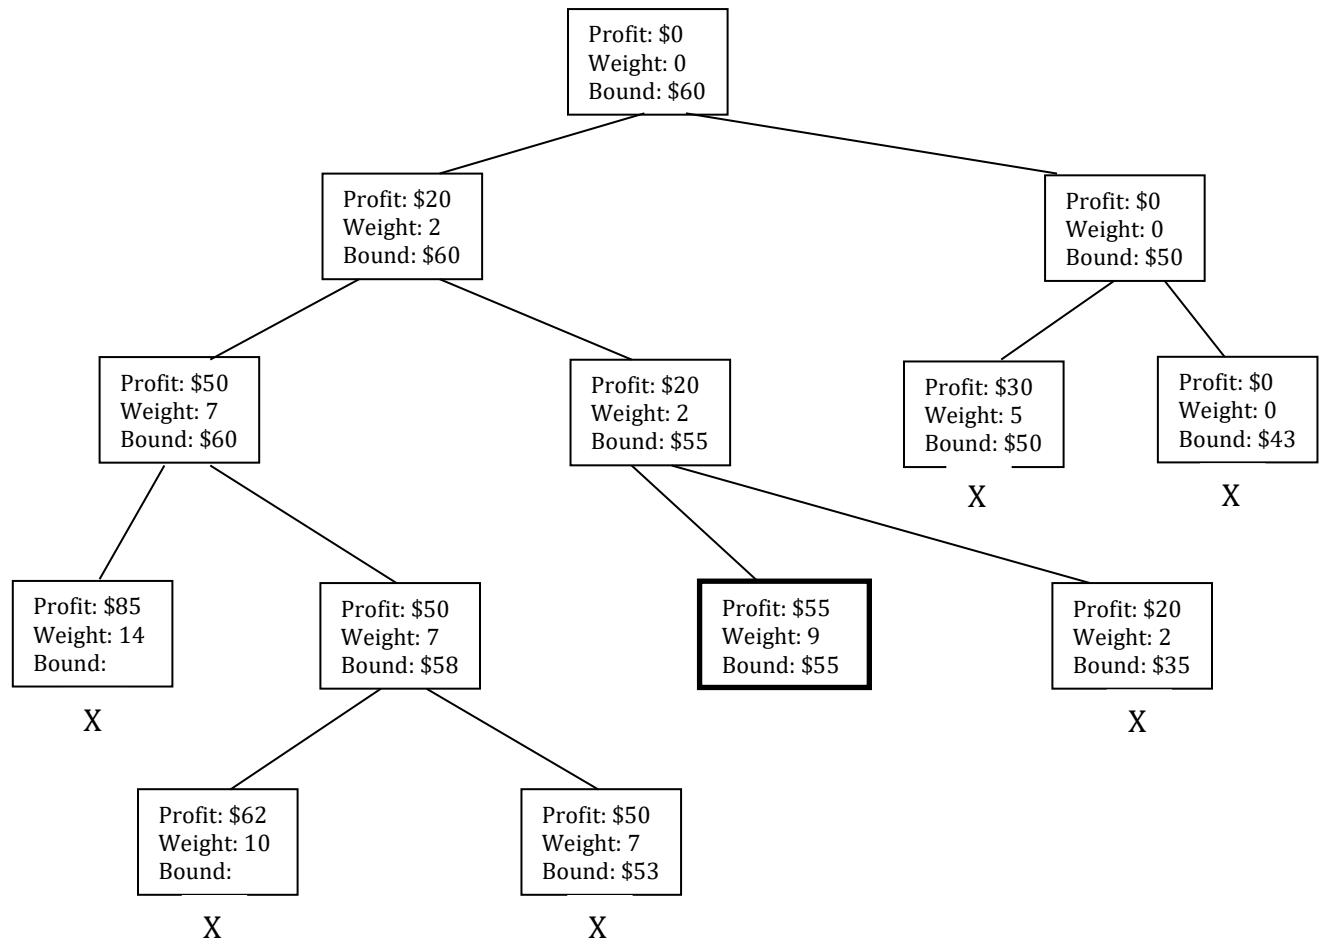 Profit: $0
Weight: 0
Bound: $60
Profit: $20
Weight: 2
Bound: $60
Profit: $0
Weight: 0
Bound: $50
Profit: $50
Weight: 7
Bound: $60
Profit: $20
Weight: 2
Bound: $55
Profit: $30
Weight: 5
Bound: $50
X
Profit: $0
Weight: 0
Bound: $43
X
Profit: $85
Weight: 14
Bound:
X
Profit: $50
Weight: 7
Bound: $58
Profit: $55
Weight: 9
Bound: $55
Profit: $20
Weight: 2
Bound: $35
X
Profit: $62
Weight: 10
Bound:
X
Profit: $50
Weight: 7
Bound: $53
X